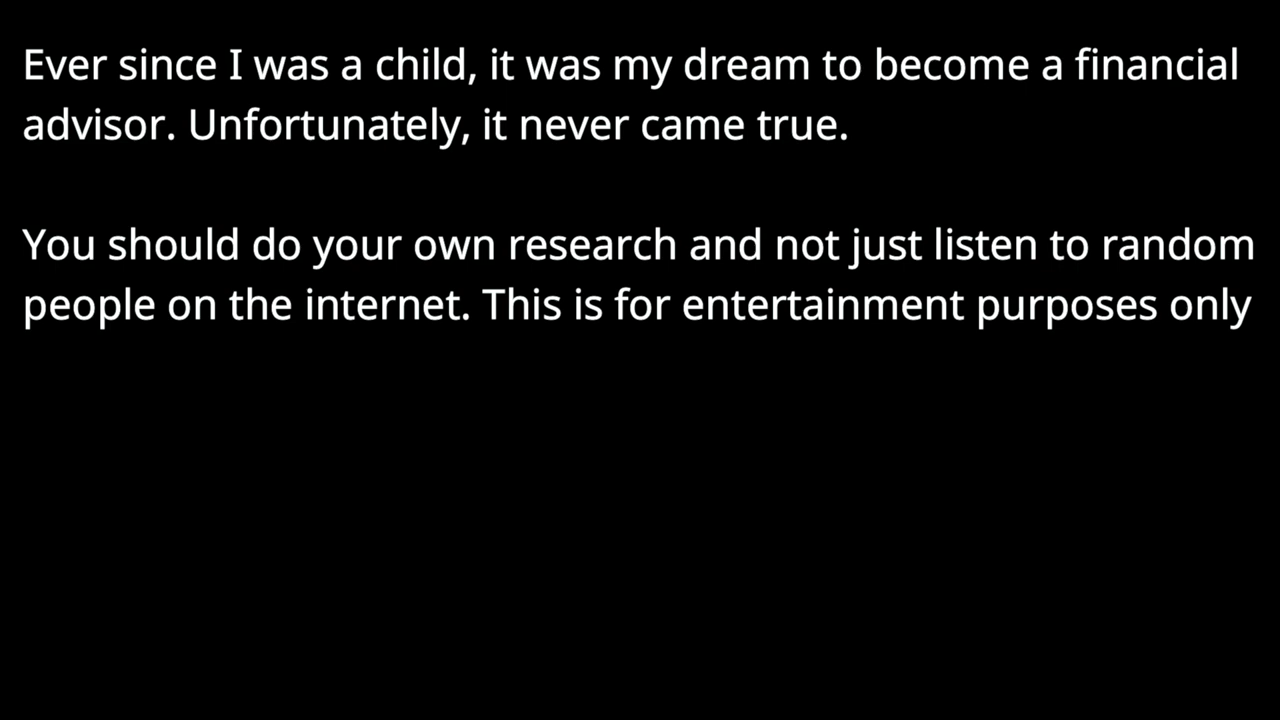 Ever since I was a child, it was my dream to become a financial
advisor. Unfortunately, it never came true.
You should do your own research and not just listen to random
people on the internet. This is for entertainment purposes only